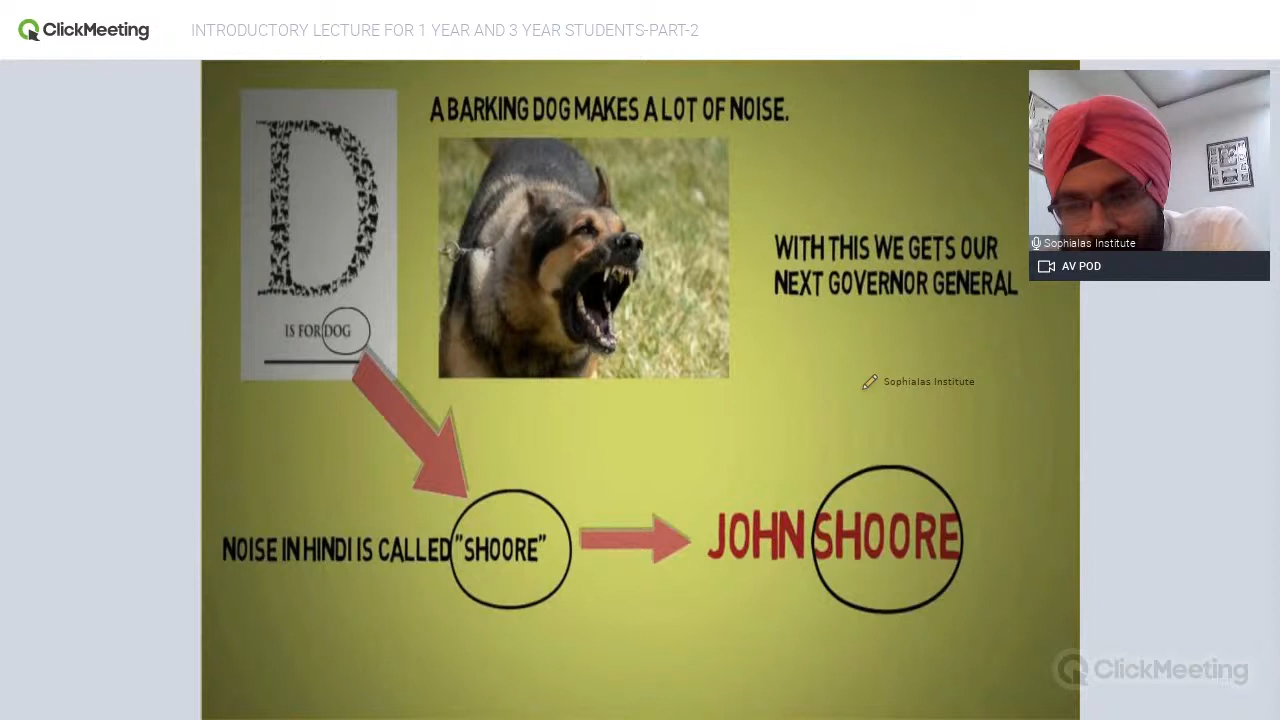 ClickMeeting
INTRODUCTORY LECTURE FOR 1 YEAR AND 3 YEAR STUDENTS-PART-2
A BARKING DOG MAKES A LOT OF NOISE.
D
IS FOR DOG
WITH THIS WE GETS OUR
NEXT GOVERNOR GENERAL
Sophialas Institute
AV POD
Sophialas Institute
NOISE IN HINDI IS CALLED "SHOORE"
JOHN SHOORE
ClickMeeting